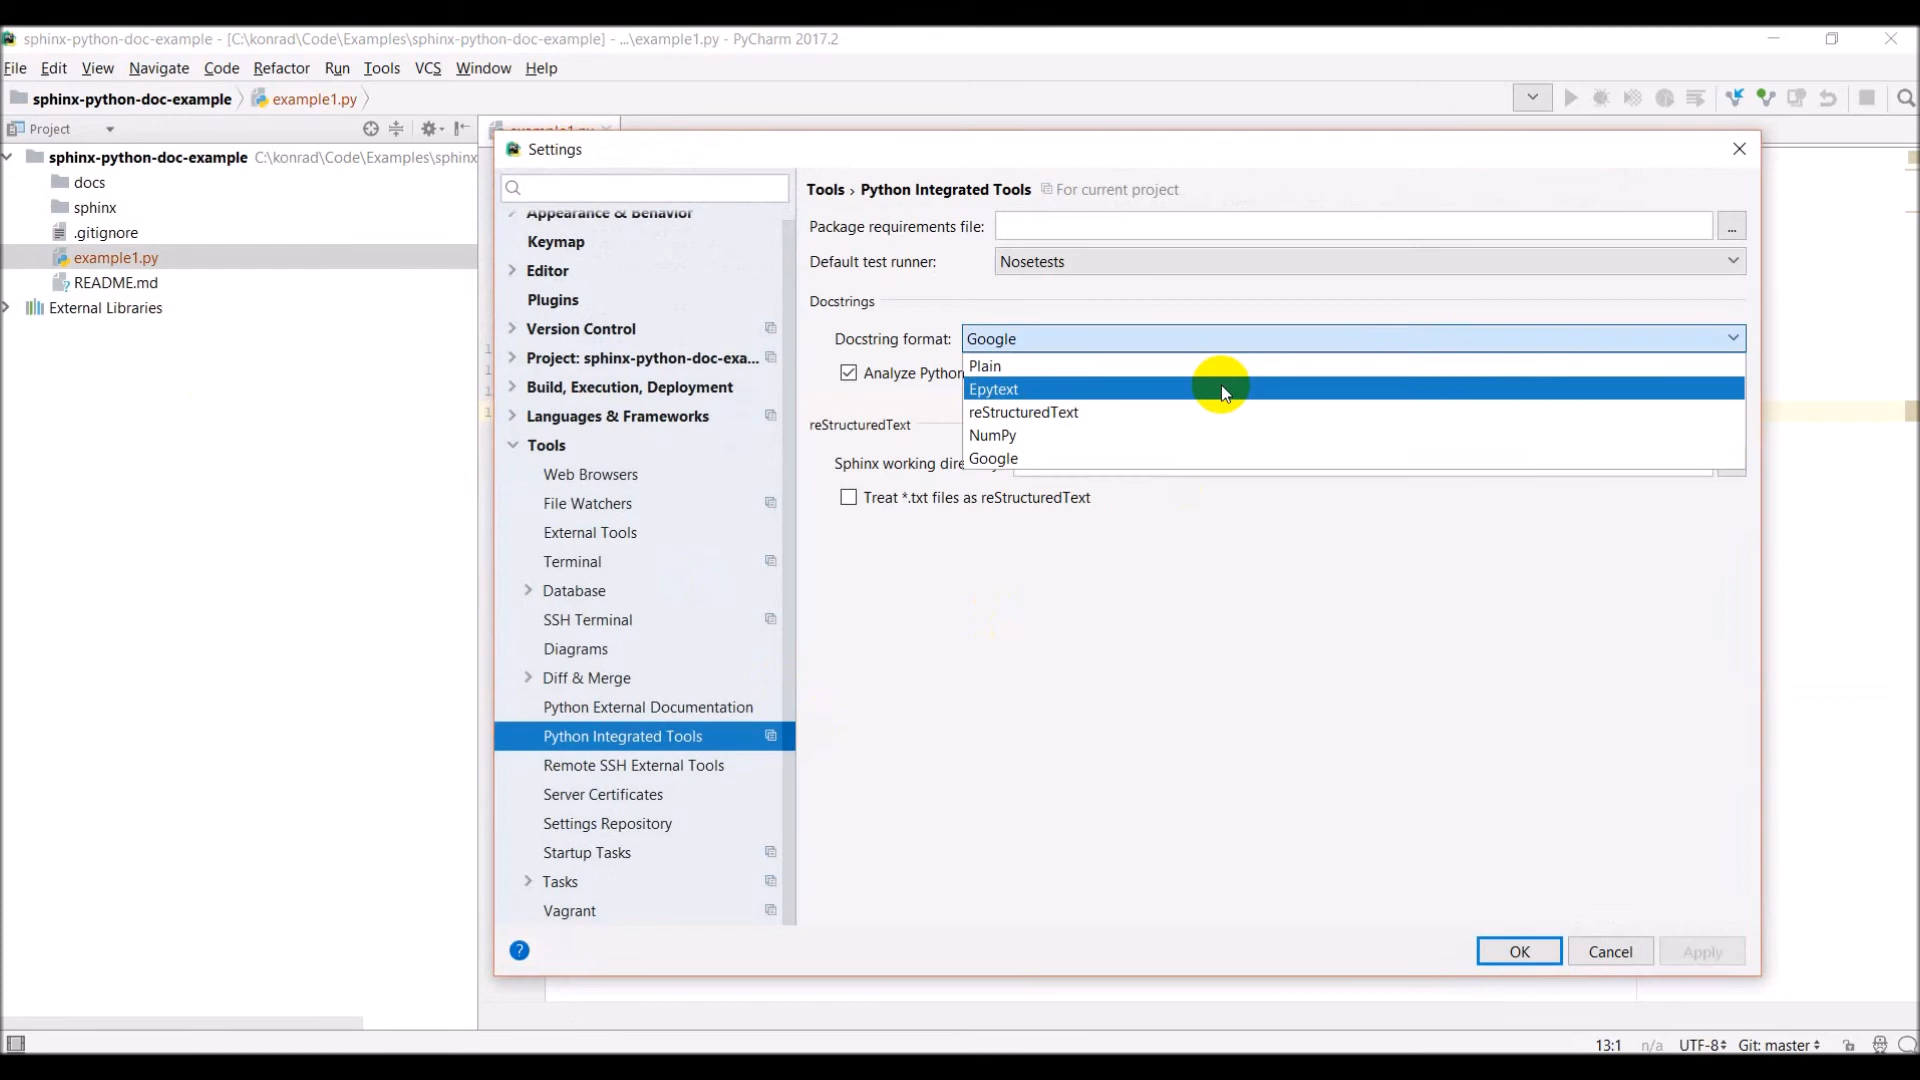 sphinx-python-doc-example - [C:\konrad\Code\Examples\sphinx-python-doc-example] - ...\example1.py - PyCharm 2017.2
File Edit View Navigate Code Refactor Run Tools VCS Window Help
sphinx-python-doc-example example1.py
Project
sphinx-python-doc-example C:\konrad\Code\Examples\sphinx
docs
sphinx
.gitignore
example1.py
README.md
External Libraries
Settings
Appearance & Behavior
Keymap
Editor
Plugins
Version Control
Project: sphinx-python-doc-exa...
Build, Execution, Deployment
Languages & Frameworks
Tools
Web Browsers
File Watchers
External Tools
Terminal
Database
SSH Terminal
Diagrams
Diff & Merge
Python External Documentation
Python Integrated Tools
Remote SSH External Tools
Server Certificates
Settings Repository
Startup Tasks
Tasks
Vagrant
Tools › Python Integrated Tools For current project
Package requirements file: ...
Default test runner: Nosetests
Docstrings
Docstring format: Google
Plain
Analyze Python
Epytext
reStructuredText
reStructuredText
NumPy
Sphinx working
Google
Treat *.txt files as reStructuredText
? OK Cancel Apply
13:1 n/a UTF-8 Git: master